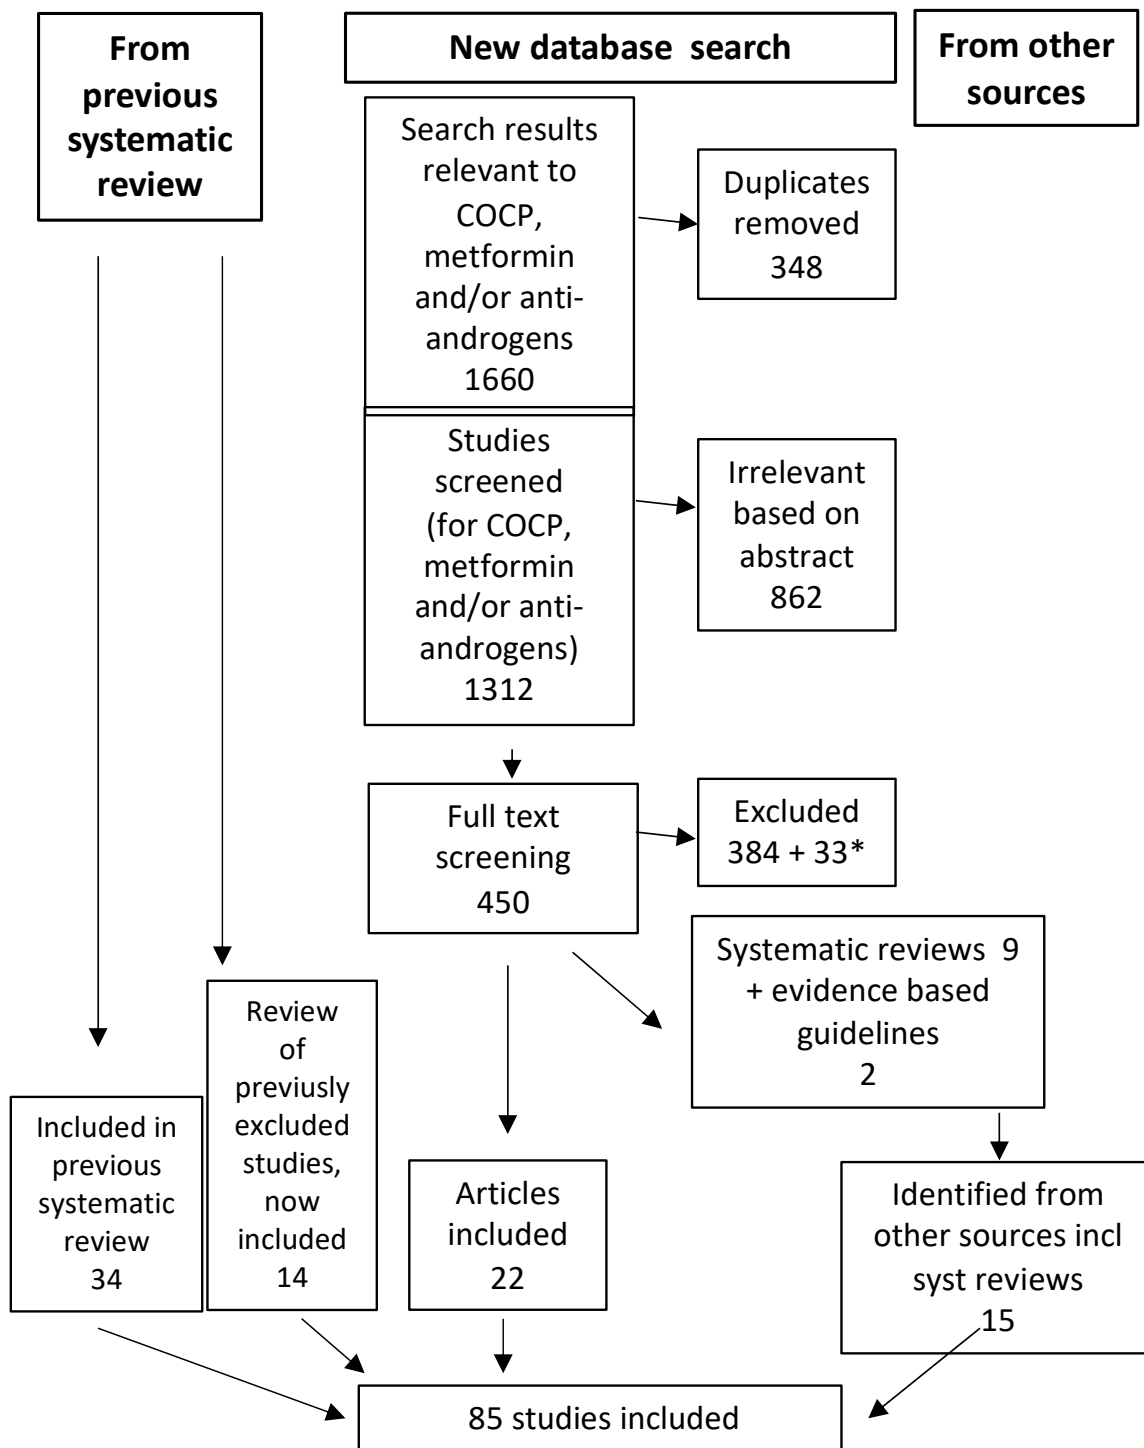 From
previous
systematic
review
New database search
From other
sources
Search results
relevant to
COCP,
metformin
and/or anti-
androgens
1660
Duplicates
removed
348
Studies
screened
(for COCP,
metformin
and/or anti-
androgens)
1312
Irrelevant
based on
abstract
862
Full text
screening
450
Excluded
384 + 33*
Systematic reviews 9
+ evidence based
guidelines
2
Included in
previous
systematic
review
34
Review
of
previusly
excluded
studies,
now
included
14
Articles
included
22
Identified from
other sources incl
syst reviews
15
85 studies included